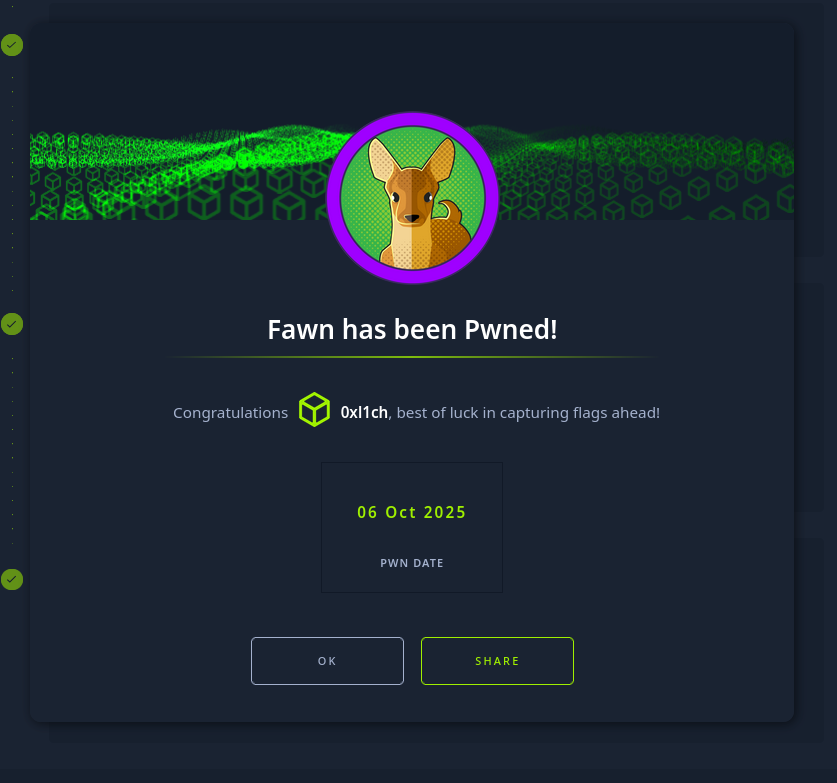 Fawn has been Pwned!
Congratulations 0xl1ch, best of luck in capturing flags ahead!
06 Oct 2025
PWN DATE
OK SHARE